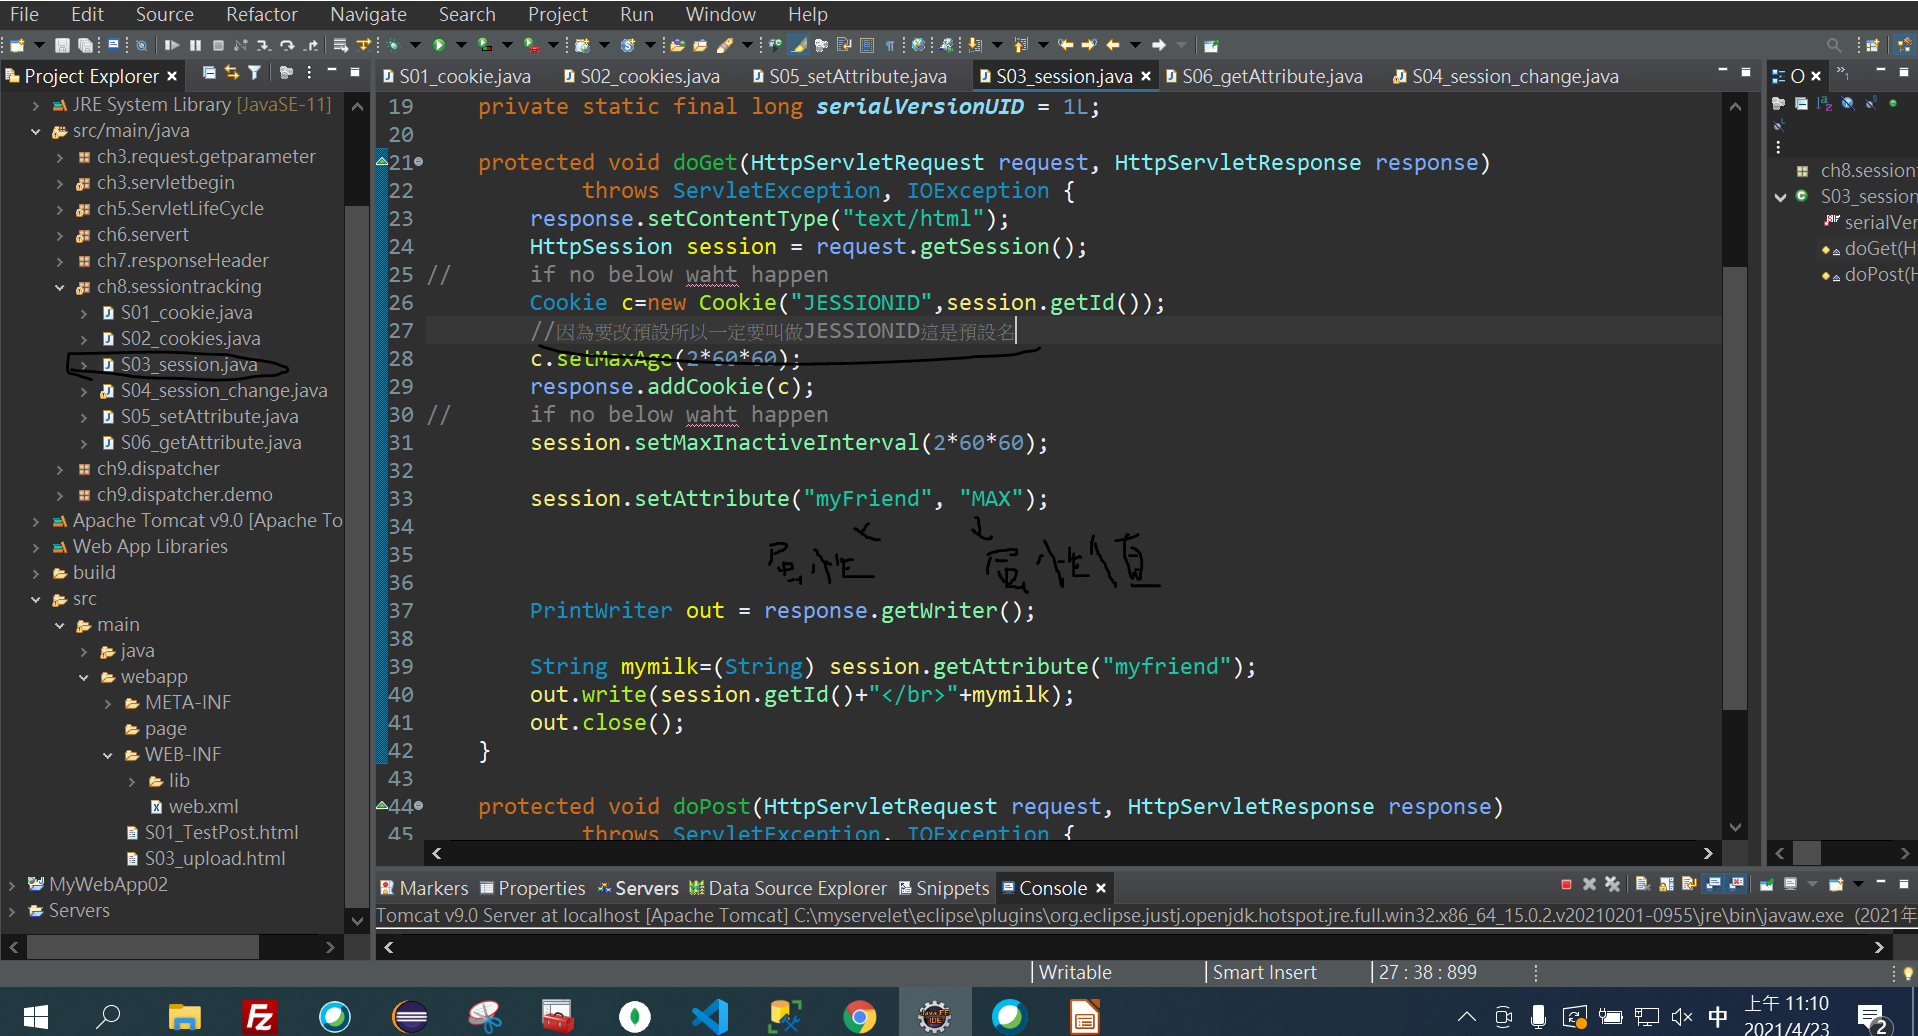 File Edit Source Refactor Navigate Search Project Run Window Help
Project Explorer
JRE System Library [JavaSE-11]
src/main/java
ch3.request.getparameter
ch3.servletbegin
ch5.ServletLifeCycle
ch6.servert
ch7.responseHeader
ch8.sessiontracking
S01_cookie.java
S02_cookies.java
S03_session.java
S04_session_change.java
S05_setAttribute.java
S06_getAttribute.java
ch9.dispatcher
ch9.dispatcher.demo
Apache Tomcat v9.0 [Apache To
Web App Libraries
build
src
main
java
webapp
META-INF
page
WEB-INF
lib
web.xml
S01_TestPost.html
S03_upload.html
MyWebApp02
Servers
S01_cookie.java S02_cookies.java S05_setAttribute.java S03_session.java S06_getAttribute.java S04_session_change.java
19 private static final long serialVersionUID = 1L;
20
21 protected void doGet(HttpServletRequest request, HttpServletResponse response)
22 throws ServletException, IOException {
23 response.setContentType("text/html");
24 HttpSession session = request.getSession();
25 // if no below waht happen
26 Cookie c=new Cookie("JESSIONID",session.getId());
27 //因為要改預設所以一定要叫做JESSIONID這是預設名
28 c.setMaxAge(2*60*60);
29 response.addCookie(c);
30 // if no below waht happen
31 session.setMaxInactiveInterval(2*60*60);
32
33 session.setAttribute("myFriend", "MAX");
34
35
屬性 屬性值
36
37 PrintWriter out = response.getWriter();
38
39 String mymilk=(String) session.getAttribute("myfriend");
40 out.write(session.getId()+"</br>"+mymilk);
41 out.close();
42 }
43
44 protected void doPost(HttpServletRequest request, HttpServletResponse response)
45 throws ServletException, IOException {
O
ch8.session
S03_session
serialVer
doGet(H
doPost(H
Markers Properties Servers Data Source Explorer Snippets Console
Tomcat v9.0 Server at localhost [Apache Tomcat] C:\myservelet\eclipse\plugins\org.eclipse.justj.openjdk.hotspot.jre.full.win32.x86_64_15.0.2.v20210201-0955\jre\bin\javaw.exe (2021年
Writable Smart Insert 27 : 38 : 899
中 上午 11:10
2021/4/23
2